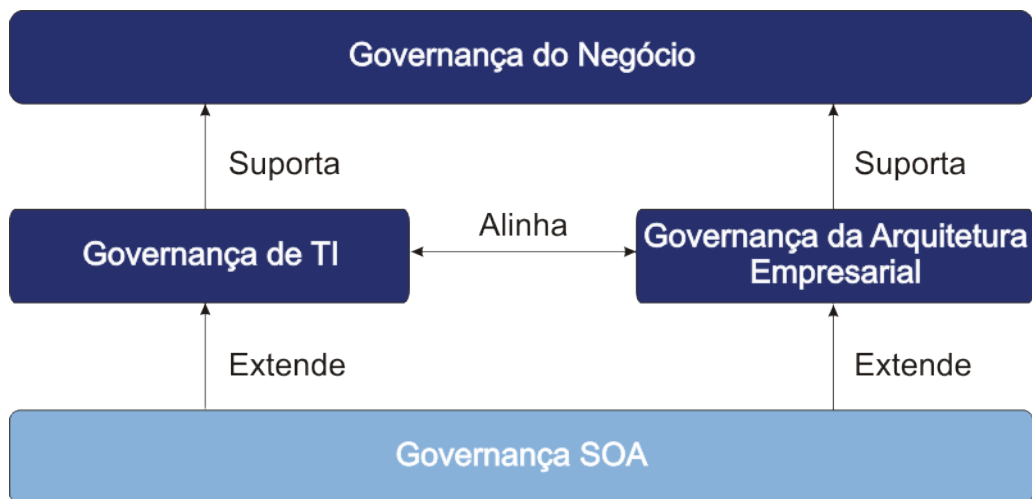 Governança do Negócio
Suporta
Suporta
Alinha
Governança de TI
Governança da Arquitetura
Empresarial
Extende
Extende
Governança SOA